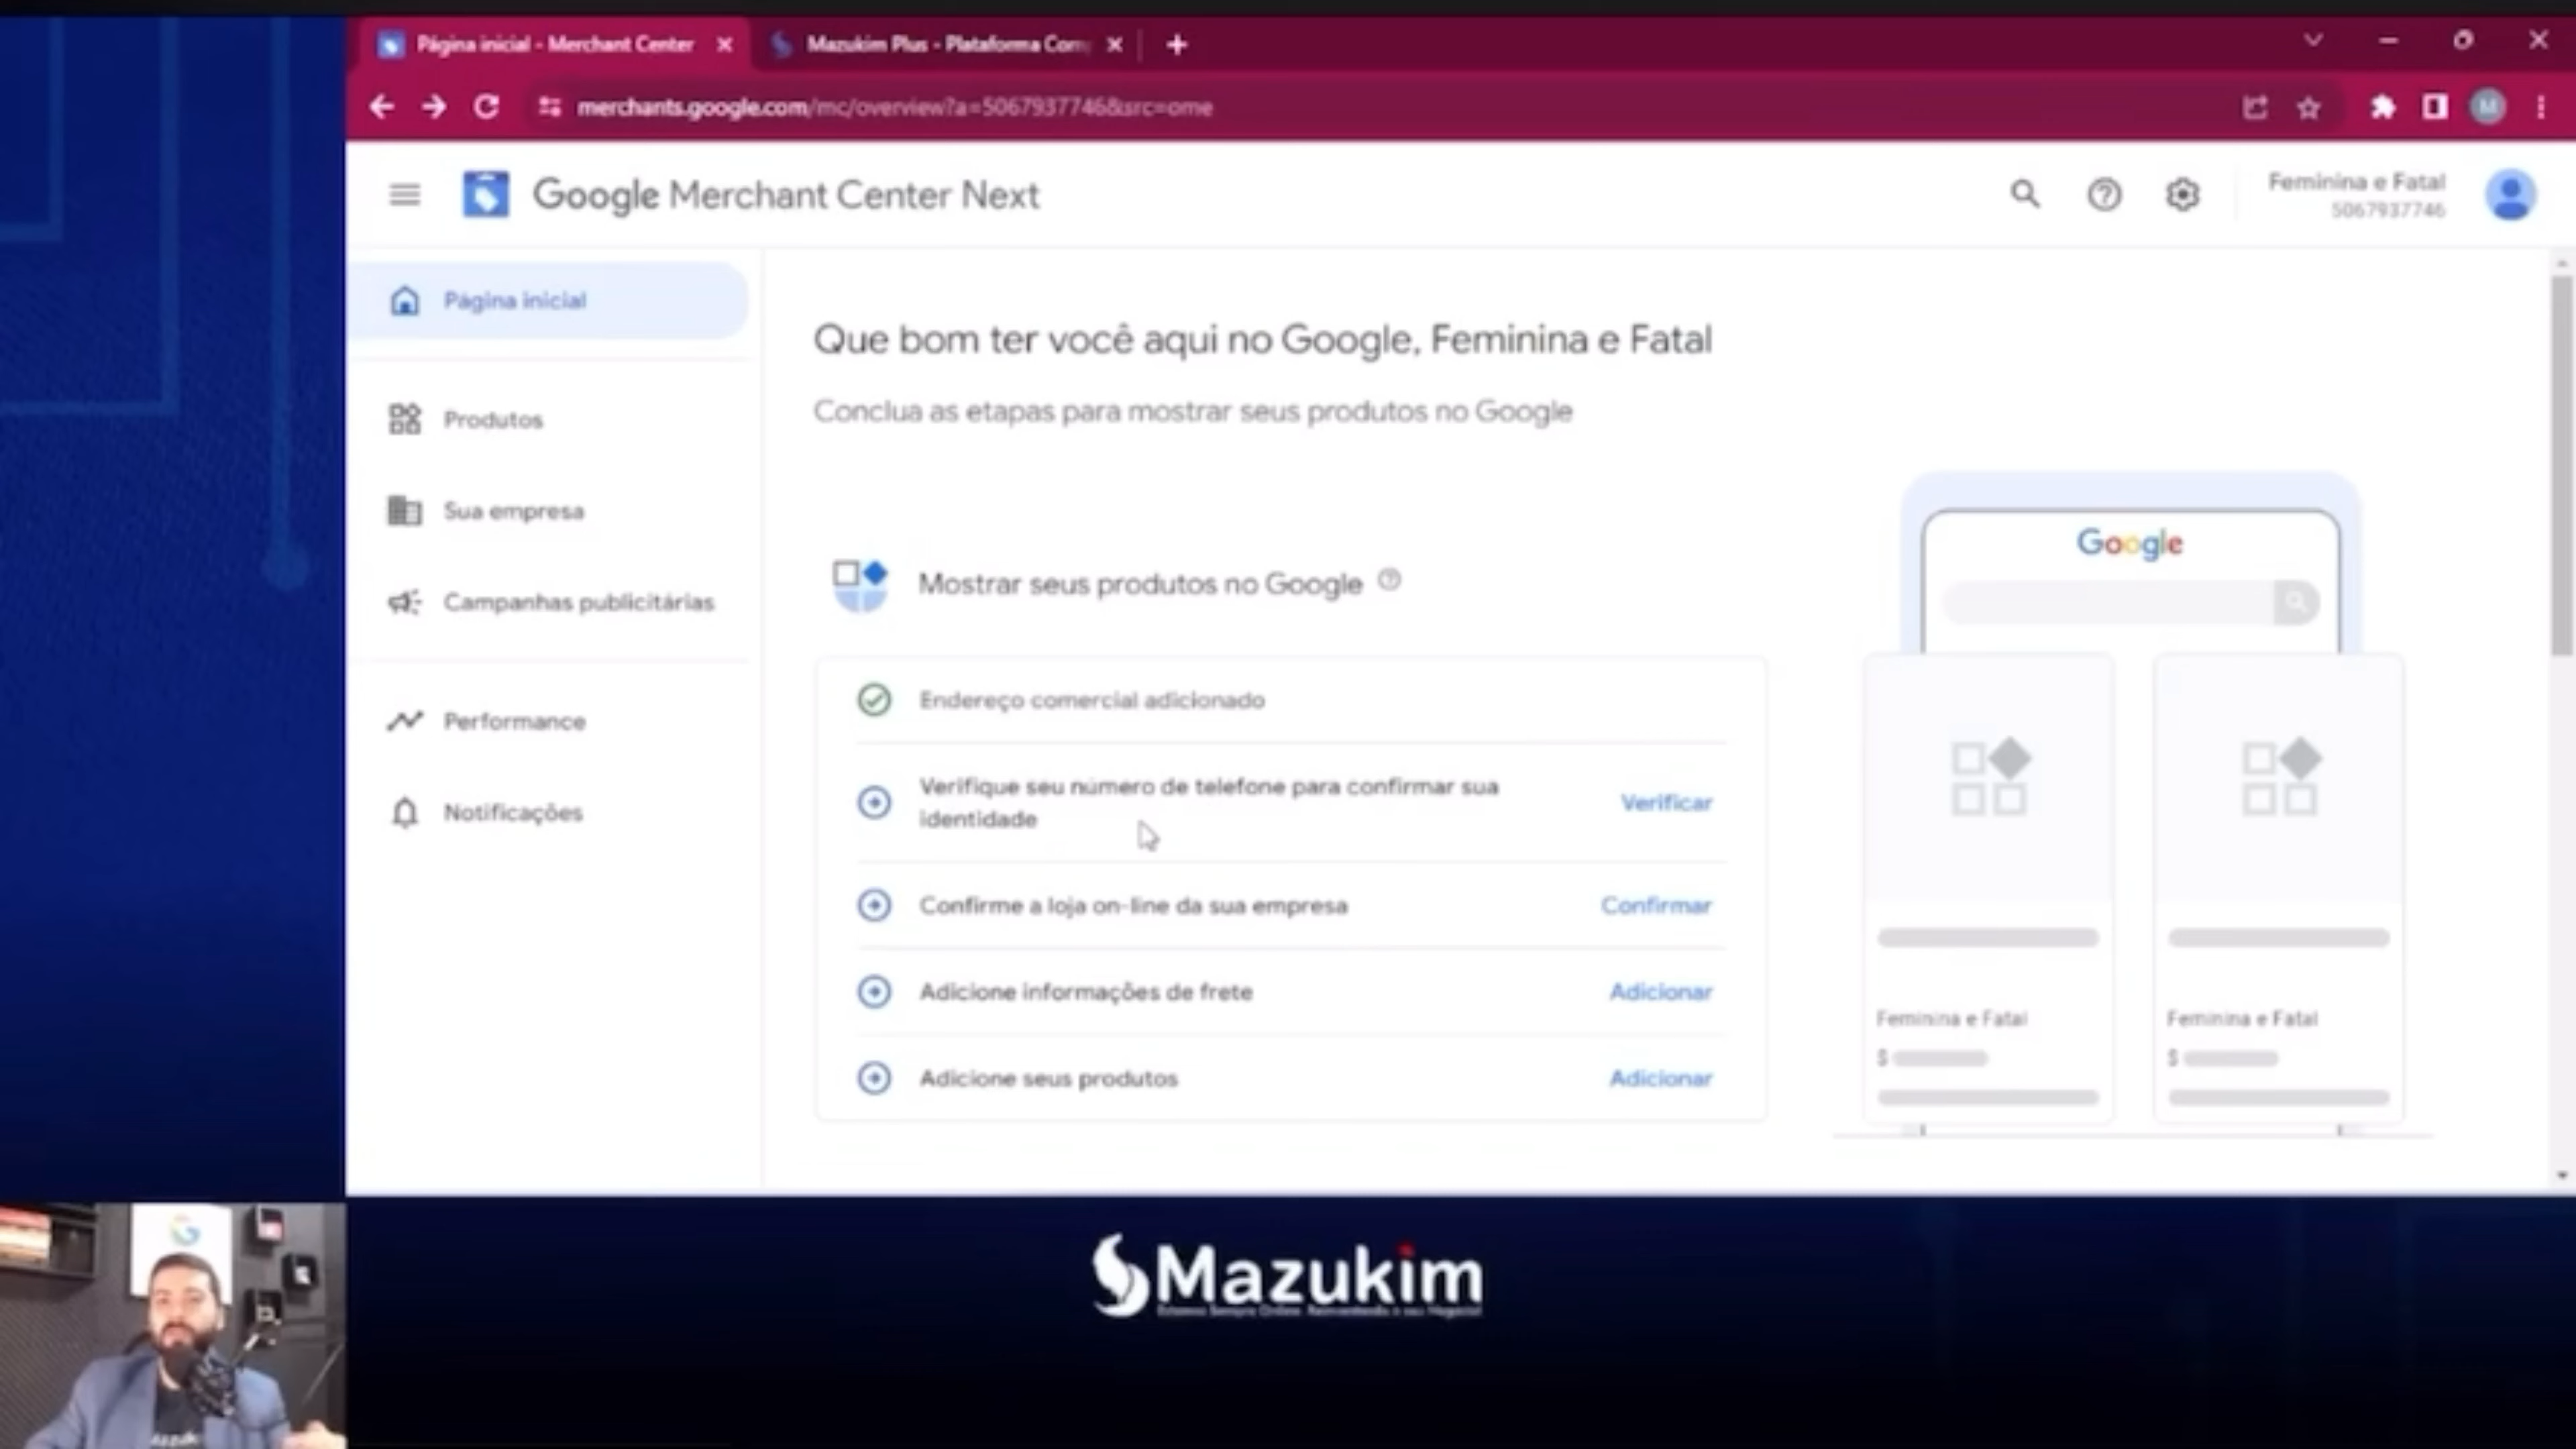 Página inicial - Merchant Center
Mazukim Plus - Plataforma Com
merchants.google.com/mc/overview?a=5067937746&src=ome
M
Google Merchant Center Next
Feminina e Fatal
5067937746
Página inicial
Produtos
Sua empresa
Campanhas publicitárias
Performance
Notificações
Que bom ter você aqui no Google, Feminina e Fatal
Conclua as etapas para mostrar seus produtos no Google
Mostrar seus produtos no Google
Endereço comercial adicionado
Verifique seu número de telefone para confirmar sua
identidade
Verificar
Confirme a loja on-line da sua empresa
Confirmar
Adicione informações de frete
Adicionar
Adicione seus produtos
Adicionar
Google
Feminina e Fatal
$
Feminina e Fatal
$
Mazukim